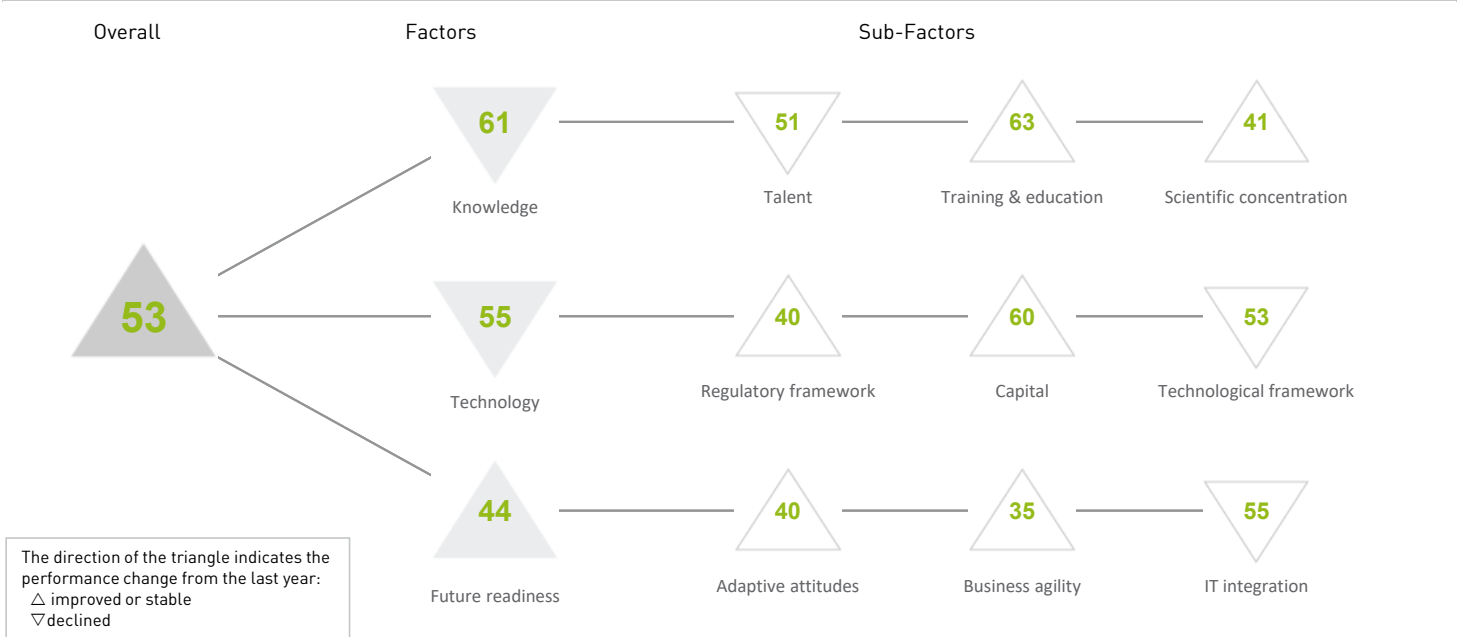 Overall
Factors
Sub-Factors
61
51
63
41
Knowledge
Talent
Training & education
Scientific concentration
53
55
40
60
53
Technology
Regulatory framework
Capital
Technological framework
44
40
35
55
Future readiness
Adaptive attitudes
Business agility
IT integration
The direction of the triangle indicates the
performance change from the last year:
△ improved or stable
▽declined